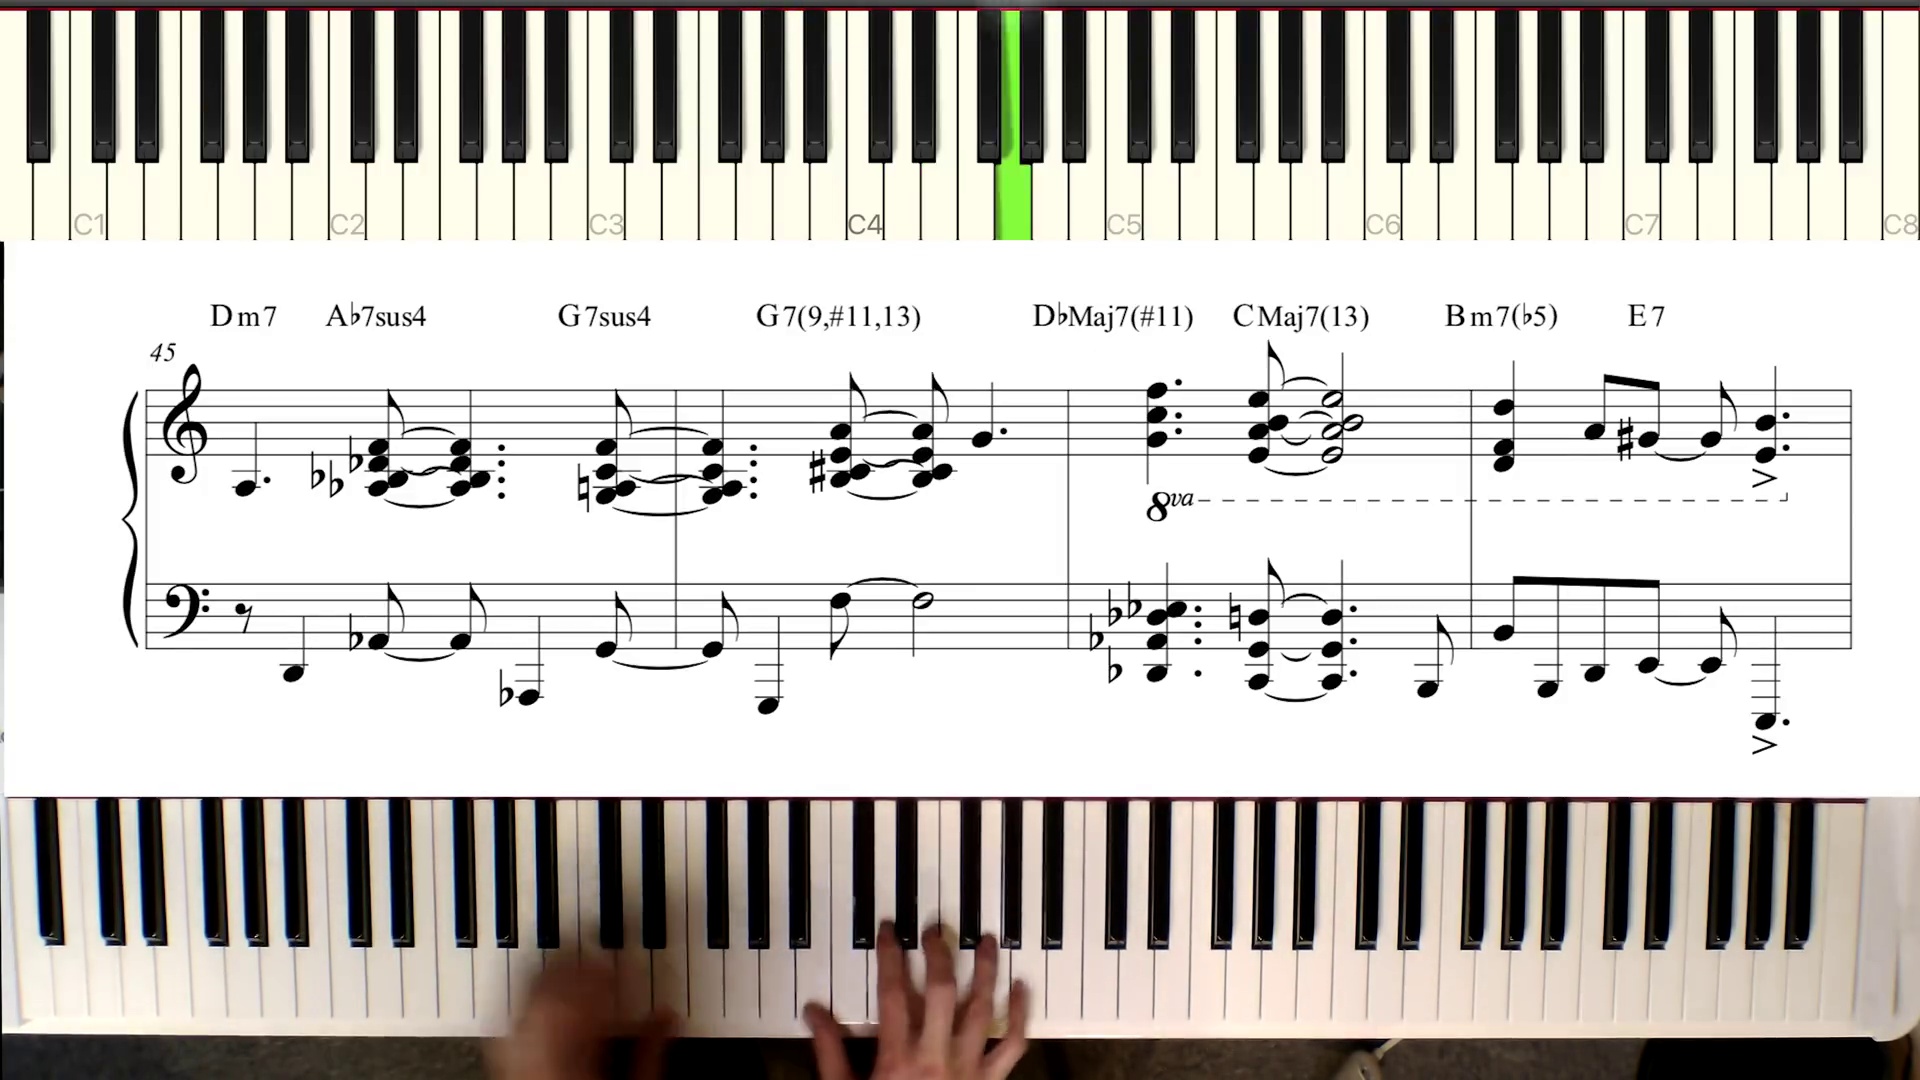 C1 C2 C3 C4 C5 C6 C7 C8
Dm7 A♭7sus4 G7sus4 G7(9,#11,13) D♭Maj7(#11) CMaj7(13) Bm7(♭5) E7
45
8va